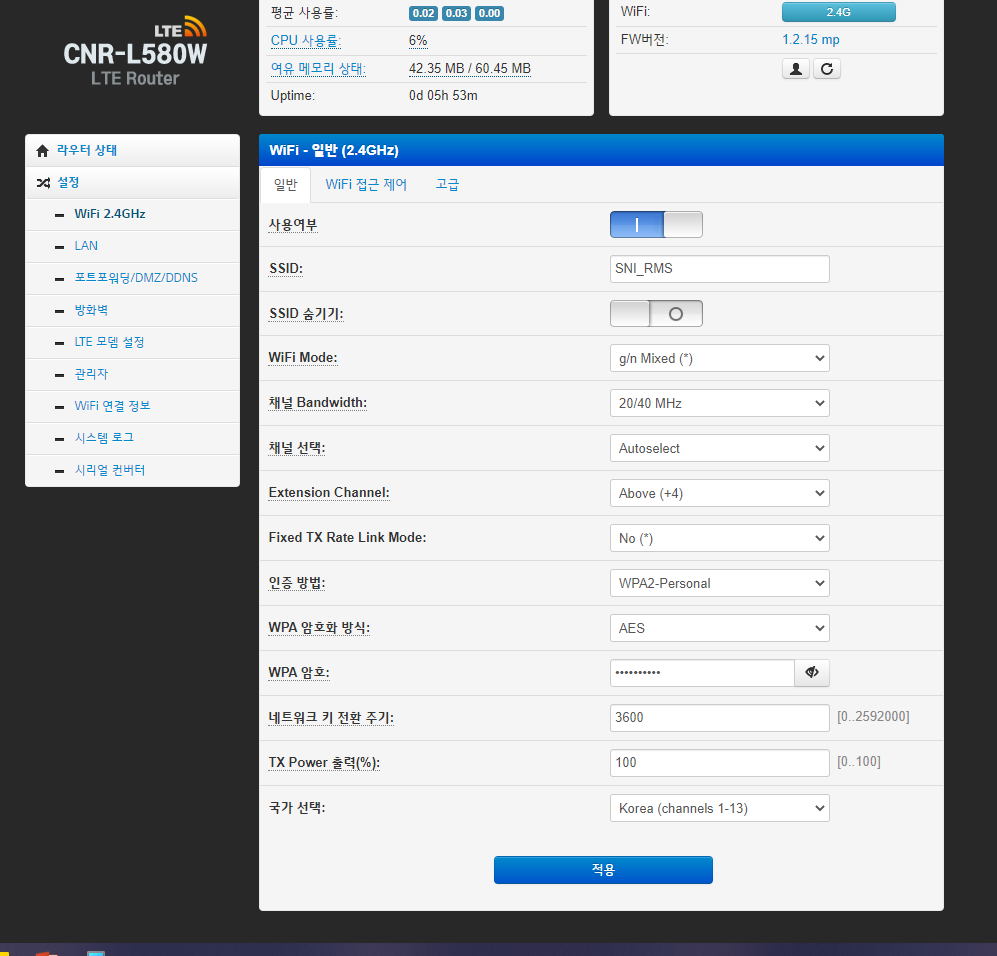 LTE
CNR-L580W
LTE Router
평균 사용률: 0.02 0.03 0.00
CPU 사용률: 6%
여유 메모리 상태: 42.35 MB / 60.45 MB
Uptime: 0d 05h 53m
WiFi: 2.4G
FW버전: 1.2.15 mp
라우터 상태
설정
WiFi 2.4GHz
LAN
포트포워딩/DMZ/DDNS
방화벽
LTE 모뎀 설정
관리자
WiFi 연결 정보
시스템 로그
시리얼 컨버터
WiFi - 일반 (2.4GHz)
일반 WiFi 접근 제어 고급
사용여부
SSID: SNI_RMS
SSID 숨기기:
WiFi Mode: g/n Mixed (*)
채널 Bandwidth: 20/40 MHz
채널 선택: Autoselect
Extension Channel: Above (+4)
Fixed TX Rate Link Mode: No (*)
인증 방법: WPA2-Personal
WPA 암호화 방식: AES
WPA 암호: ••••••••••
네트워크 키 전환 주기: 3600 [0..2592000]
TX Power 출력(%): 100 [0..100]
국가 선택: Korea (channels 1-13)
적용